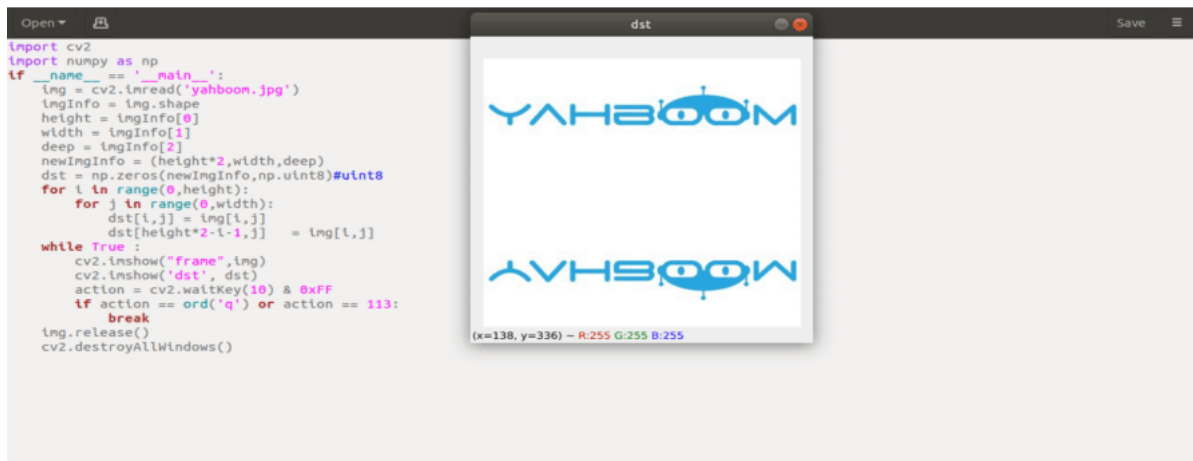 Open
dst
Save
import cv2
import numpy as np
if __name__ == '__main__':
    img = cv2.imread('yahboom.jpg')
    imgInfo = img.shape
    height = imgInfo[0]
    width = imgInfo[1]
    deep = imgInfo[2]
    newImgInfo = (height*2,width,deep)
    dst = np.zeros(newImgInfo,np.uint8)#uint8
    for i in range(0,height):
        for j in range(0,width):
            dst[i,j] = img[i,j]
            dst[height*2-i-1,j]   = img[i,j]
    while True :
        cv2.imshow("frame",img)
        cv2.imshow('dst', dst)
        action = cv2.waitKey(10) & 0xFF
        if action == ord('q') or action == 113:
            break
    img.release()
    cv2.destroyAllWindows()
YAHBOOM
YAHBOOM
(x=138, y=336) ~ R:255 G:255 B:255